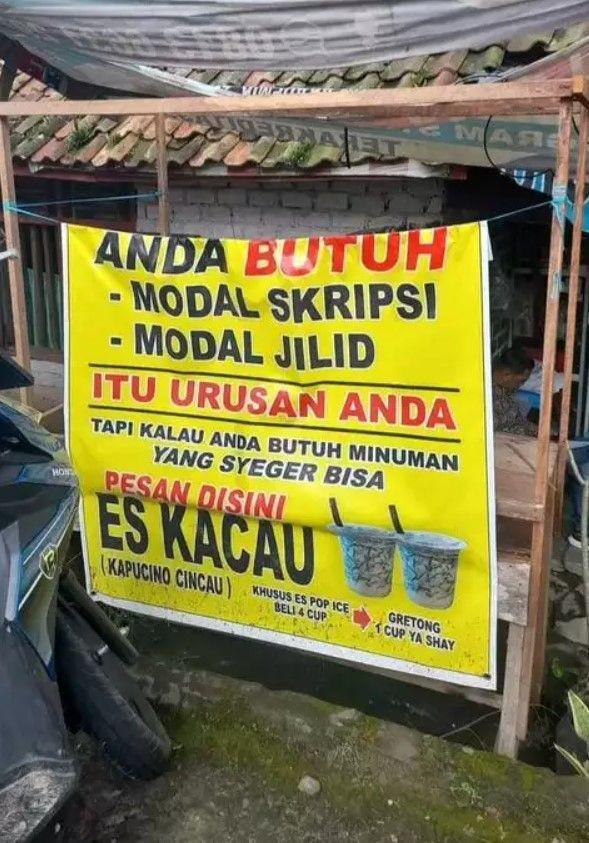 ANDA BUTUH
- MODAL SKRIPSI
- MODAL JILID
ITU URUSAN ANDA
TAPI KALAU ANDA BUTUH MINUMAN
YANG SYEGER BISA
PESAN DISINI
ES KACAU
( KAPUCINO CINCAU )
KHUSUS ES POP ICE
BELI 4 CUP
GRETONG
1 CUP YA SHAY